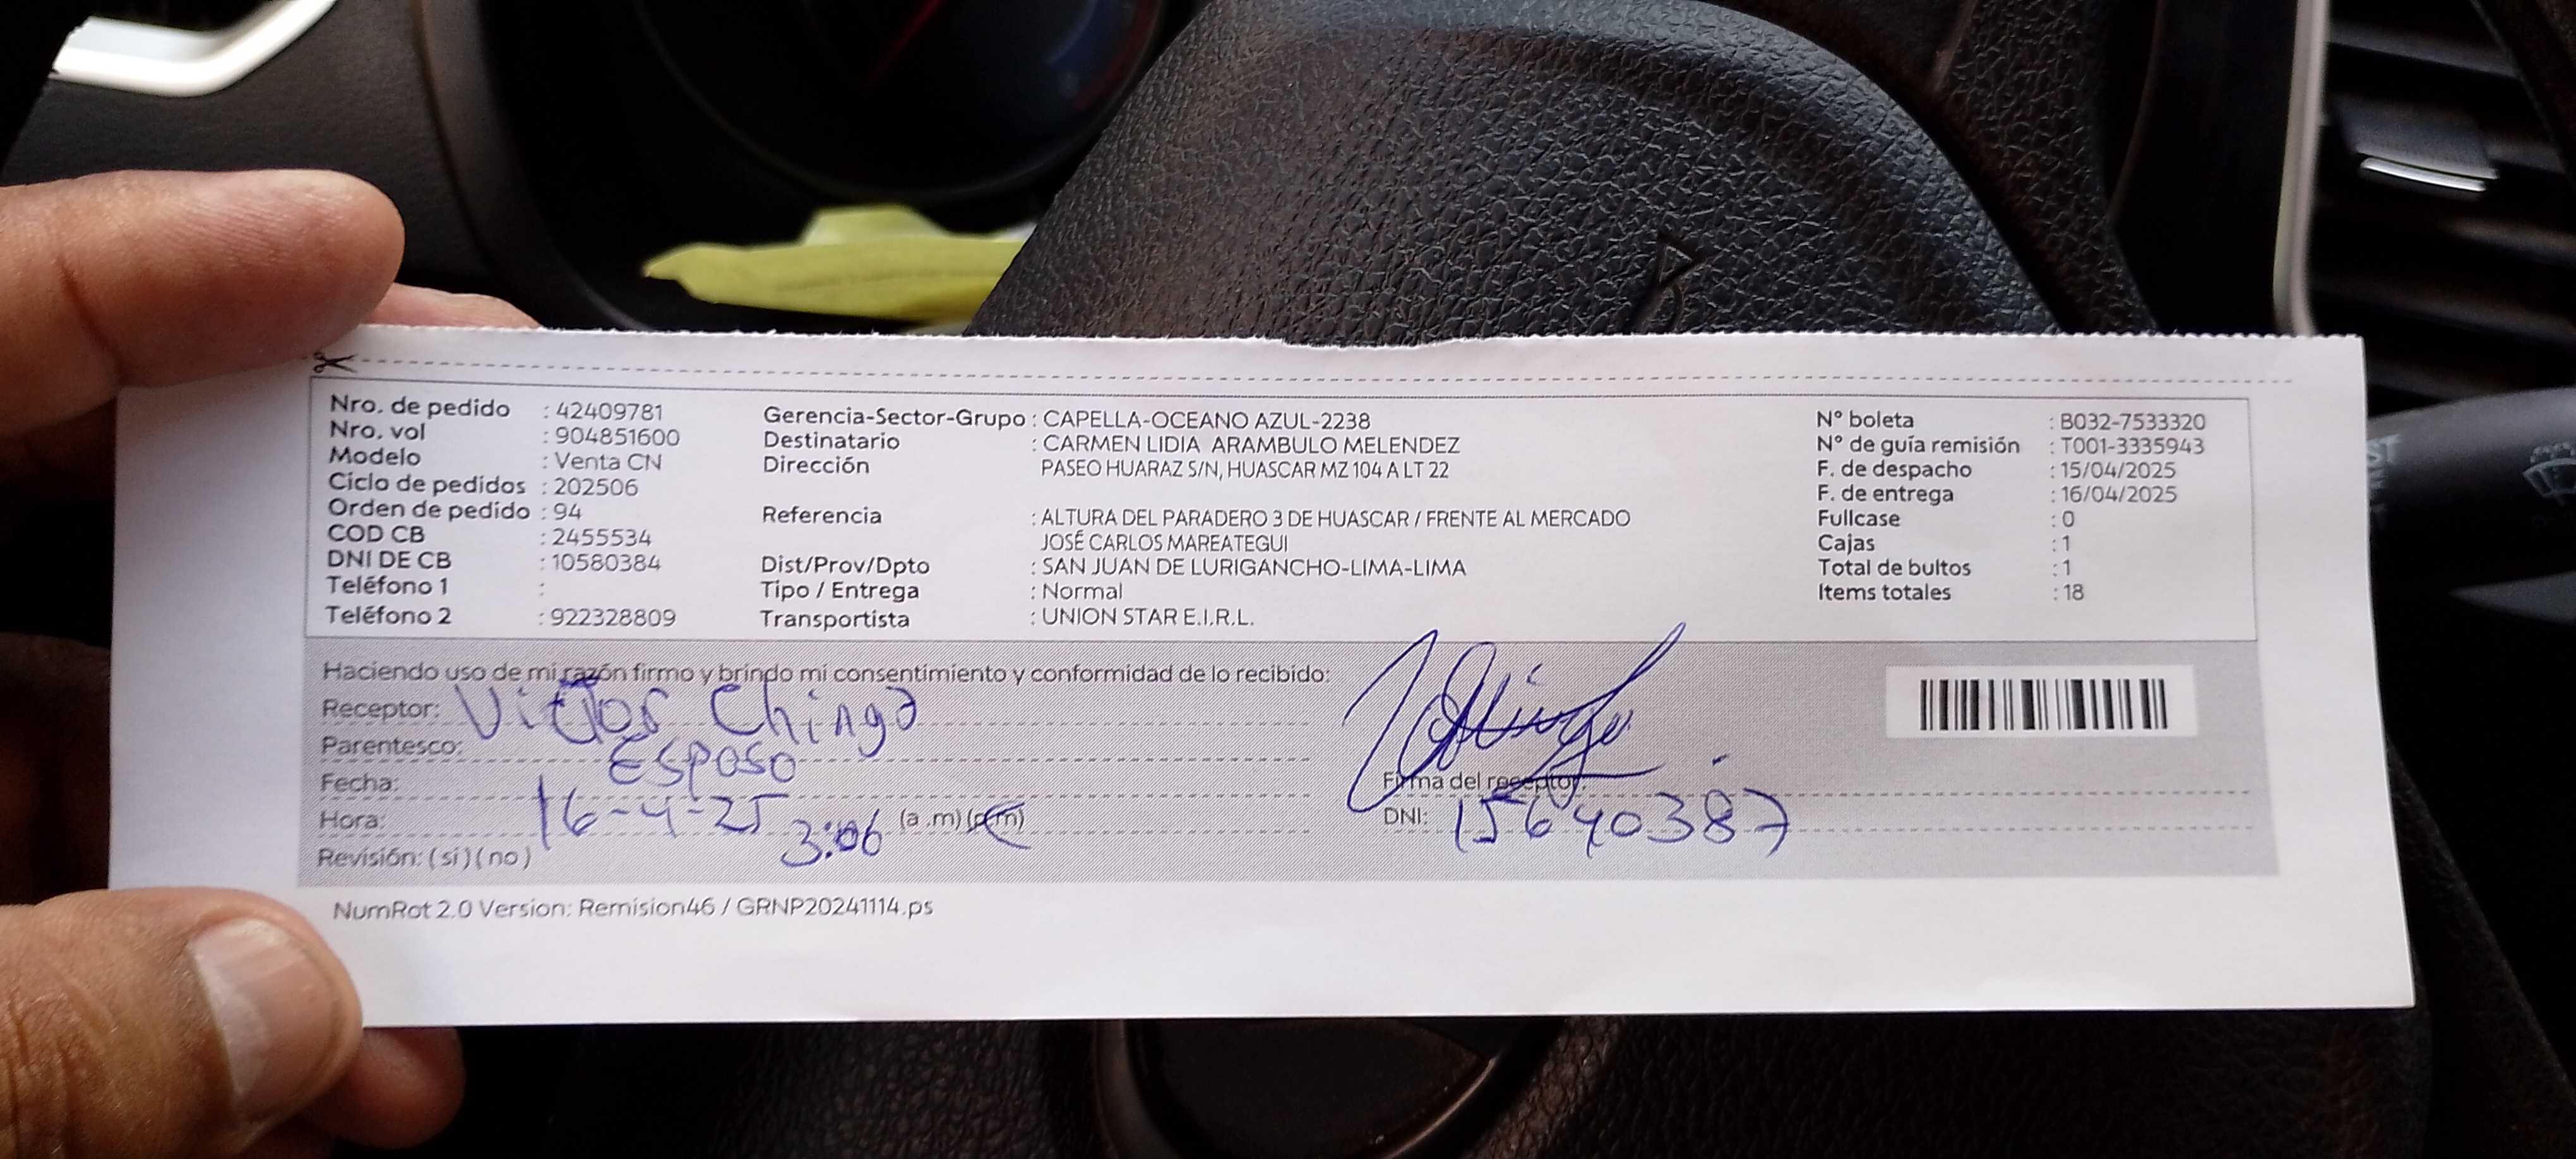 Nro. de pedido : 42409781
Nro. vol : 904851600
Modelo : Venta CN
Ciclo de pedidos : 202506
Orden de pedido : 94
COD CB : 2455534
DNI DE CB : 10580384
Teléfono 1 :
Teléfono 2 : 922328809
Gerencia-Sector-Grupo : CAPELLA-OCEANO AZUL-2238
Destinatario : CARMEN LIDIA ARAMBULO MELENDEZ
Dirección PASEO HUARAZ S/N, HUASCAR MZ 104 A LT 22
Referencia : ALTURA DEL PARADERO 3 DE HUASCAR / FRENTE AL MERCADO
JOSÉ CARLOS MAREATEGUI
Dist/Prov/Dpto : SAN JUAN DE LURIGANCHO-LIMA-LIMA
Tipo / Entrega : Normal
Transportista : UNION STAR E.I.R.L.
N° boleta : B032-7533320
N° de guía remisión : T001-3335943
F. de despacho : 15/04/2025
F. de entrega : 16/04/2025
Fullcase : 0
Cajas : 1
Total de bultos : 1
Items totales : 18
Haciendo uso de mi razón firmo y brindo mi consentimiento y conformidad de lo recibido:
Receptor: Victor Chinga
Parentesco: Esposo
Fecha: 16-4-25
Hora: 3:06 (a .m) (p.m)
Revisión: ( si ) ( no )
Firma del receptor:
DNI: 15640387
NumRot 2.0 Version: Remision46 / GRNP20241114.ps